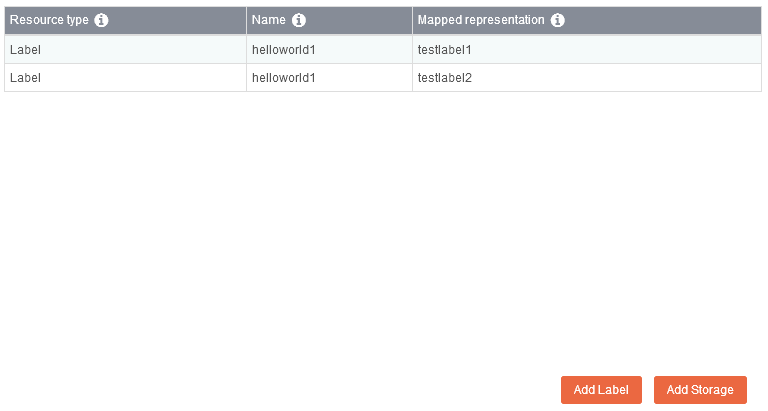 Resource type Name Mapped representation
Label helloworld1 testlabel1
Label helloworld1 testlabel2
Add Label Add Storage